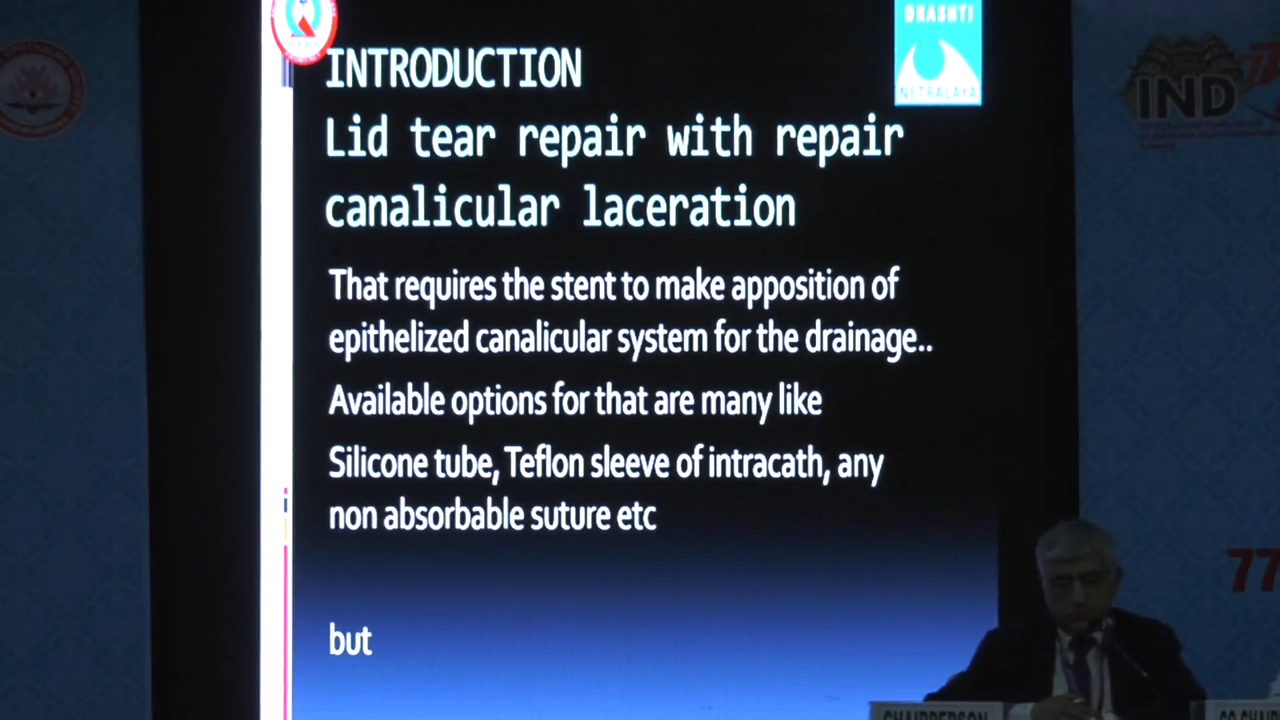 DRASHTI
NETRALAYA
INTRODUCTION
Lid tear repair with repair
canalicular laceration
That requires the stent to make apposition of
epithelized canalicular system for the drainage..
Available options for that are many like
Silicone tube, Teflon sleeve of intracath, any
non absorbable suture etc
but
IND
77
CHAIRPERSON